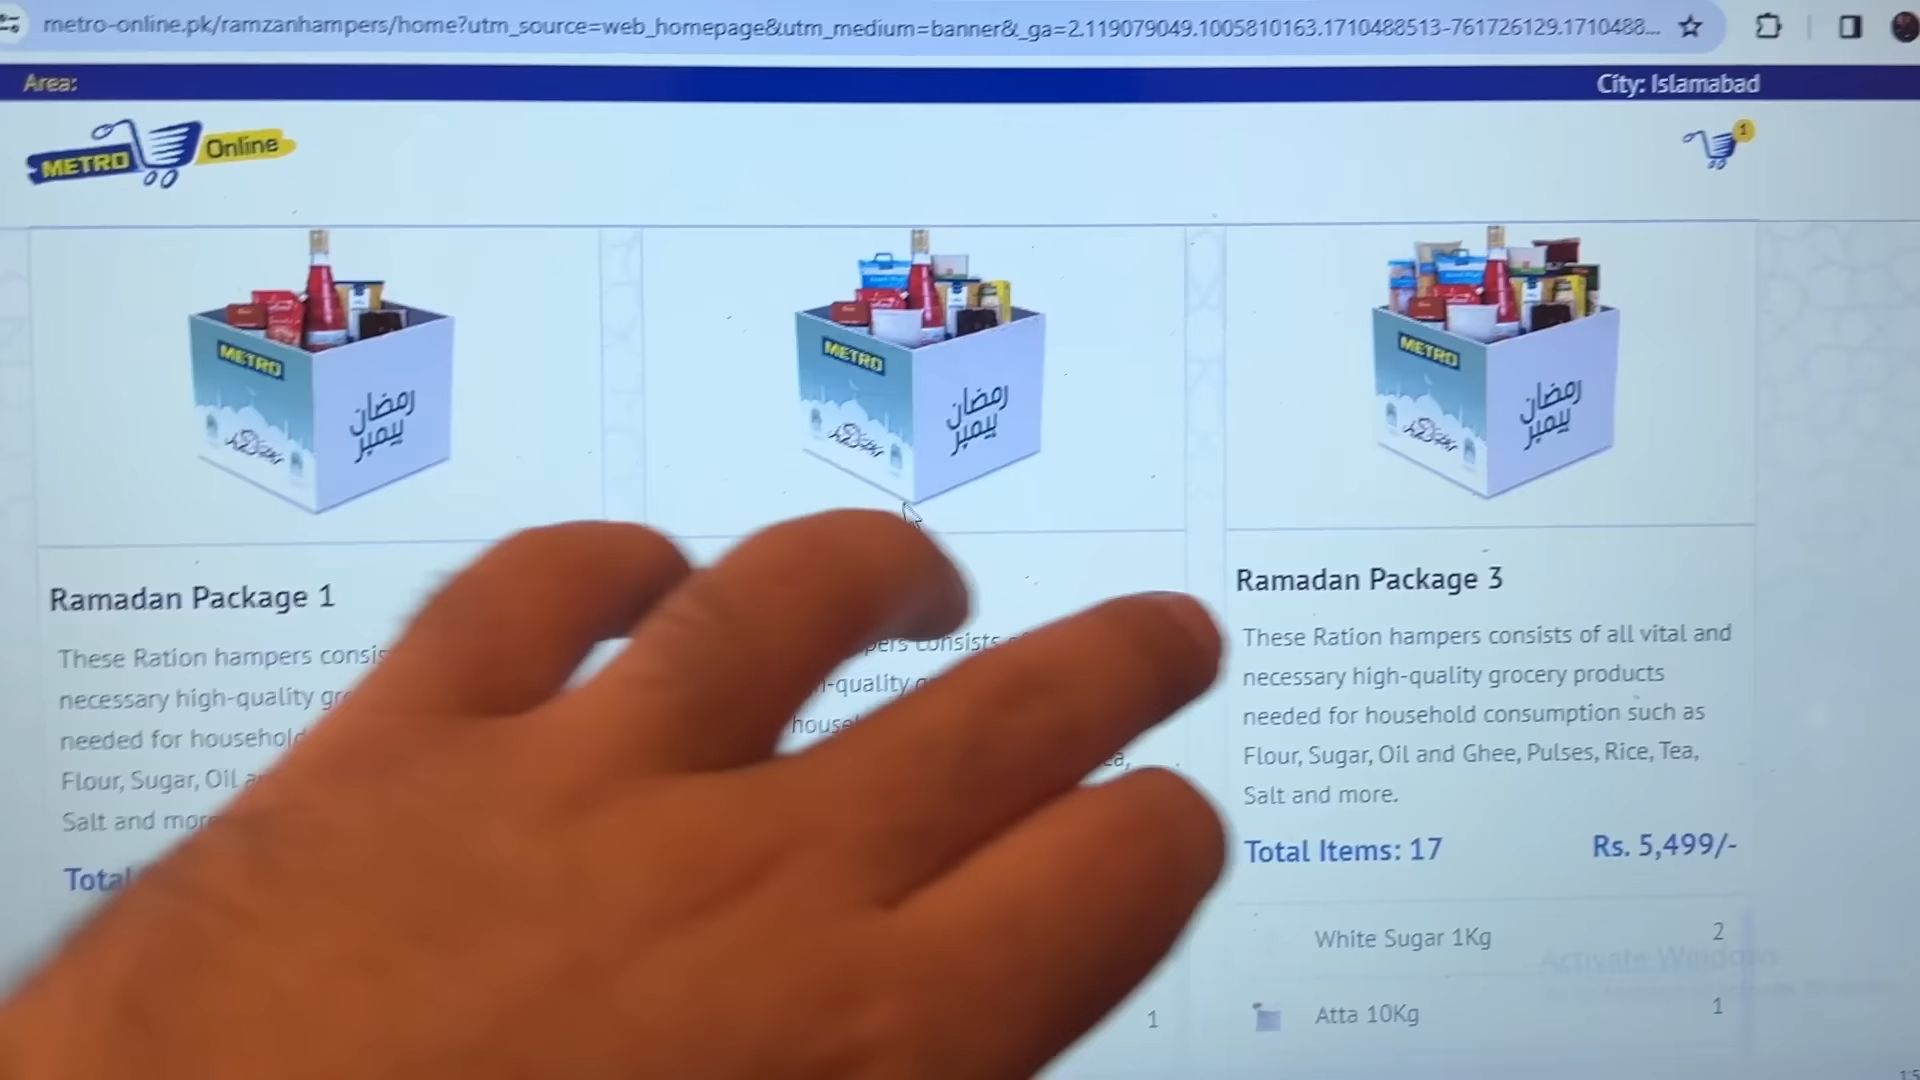 metro-online.pk/ramzanhampers/home?utm_source=web_homepage&utm_medium=banner&_ga=2.119079049.1005810163.1710488513-761726129.1710488...
Area:
City: Islamabad
METRO Online
1
METRO
رمضان
ہیمپر
METRO
رمضان
ہیمپر
METRO
رمضان
ہیمپر
Ramadan Package 1
These Ration hampers consis
necessary high-quality gr
needed for household
Flour, Sugar, Oil a
Salt and more
Total
pers consists
h-quality
house
ea,
1
Ramadan Package 3
These Ration hampers consists of all vital and
necessary high-quality grocery products
needed for household consumption such as
Flour, Sugar, Oil and Ghee, Pulses, Rice, Tea,
Salt and more.
Total Items: 17
Rs. 5,499/-
White Sugar 1Kg
2
Activate Windows
Atta 10Kg
1